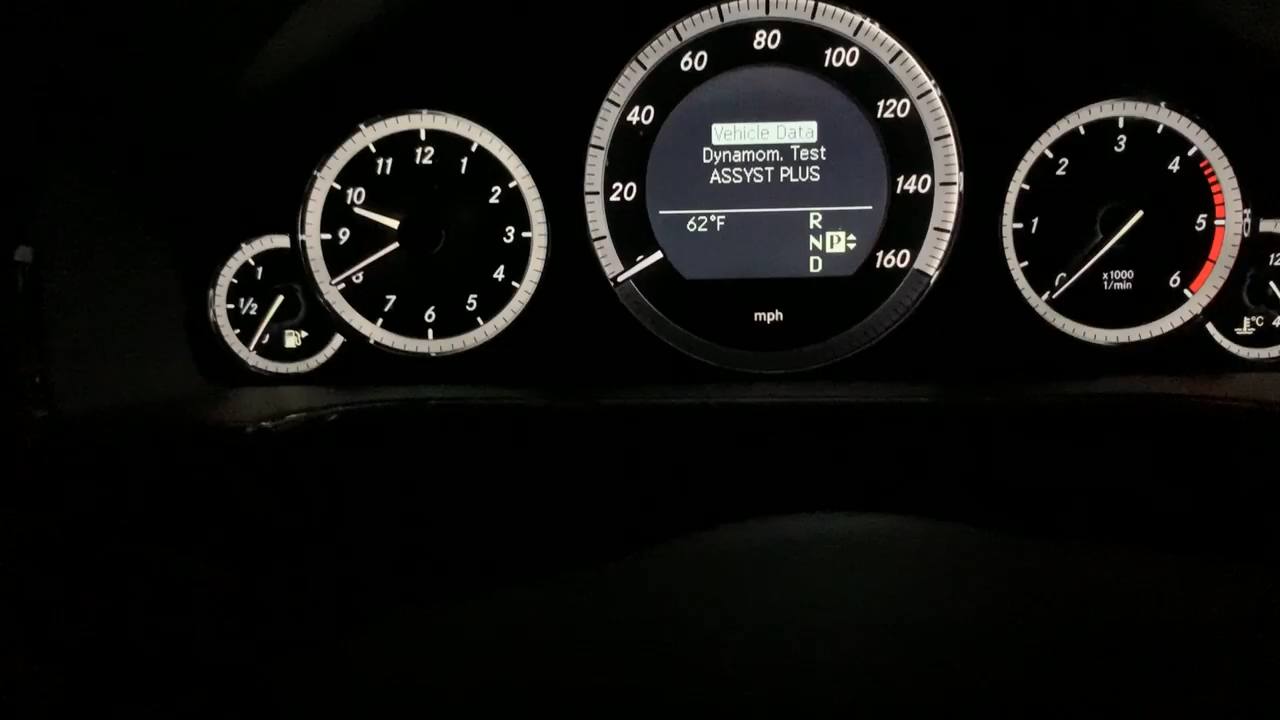 1
1/2
12
1
2
3
4
5
6
7
8
9
10
11
20
40
60
80
100
120
140
160
Vehicle Data
Dynamom. Test
ASSYST PLUS
62°F
R
N P
D
mph
1
2
3
4
5
6
x1000
1/min
°C